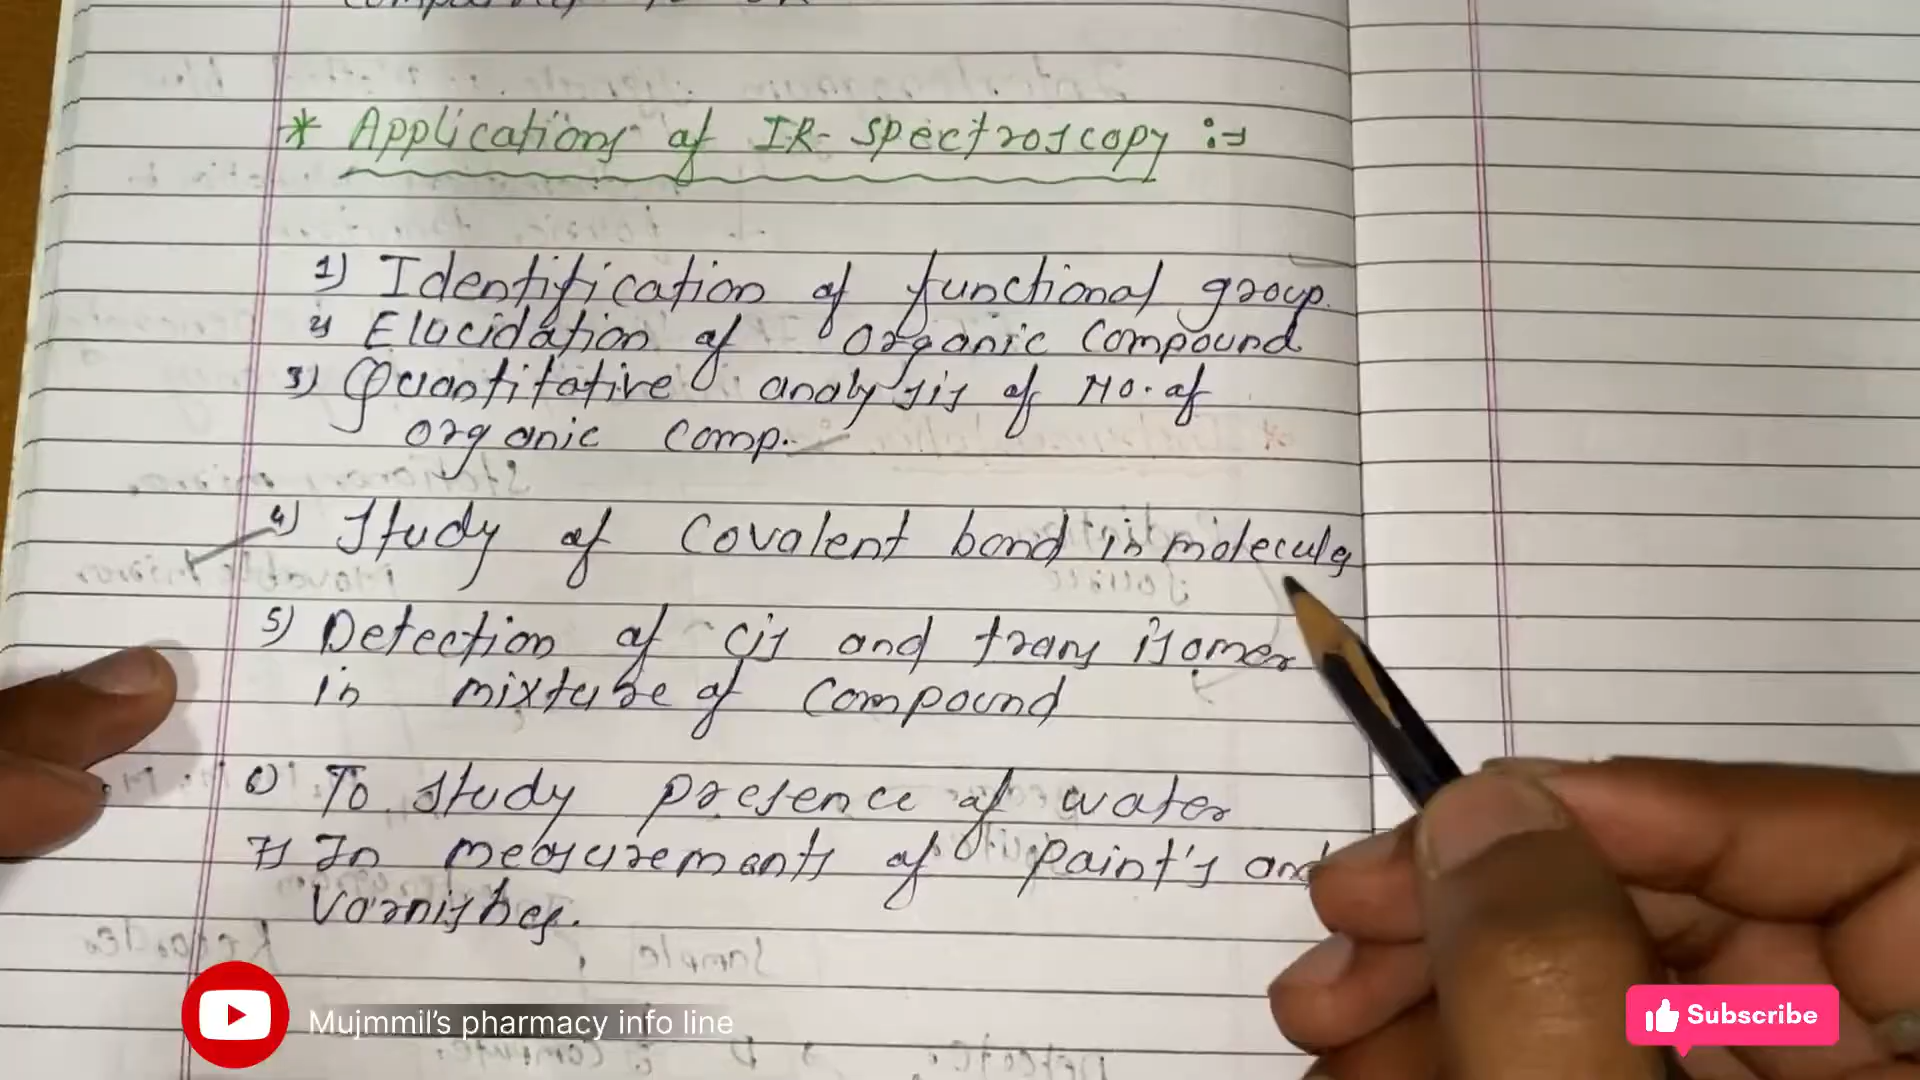 * Applications of IR-spectroscopy :-
1) Identification of functional group.
2) Elucidation of organic compound
3) Quantitative analysis of No. of
organic comp.
4) Study of covalent bond in molecules
5) Detection of cis and trans isomer
in mixture of compound
6) To study presence of water
7) In measurements of paint's and
varnishes.
Mujmmil's pharmacy info line
Subscribe